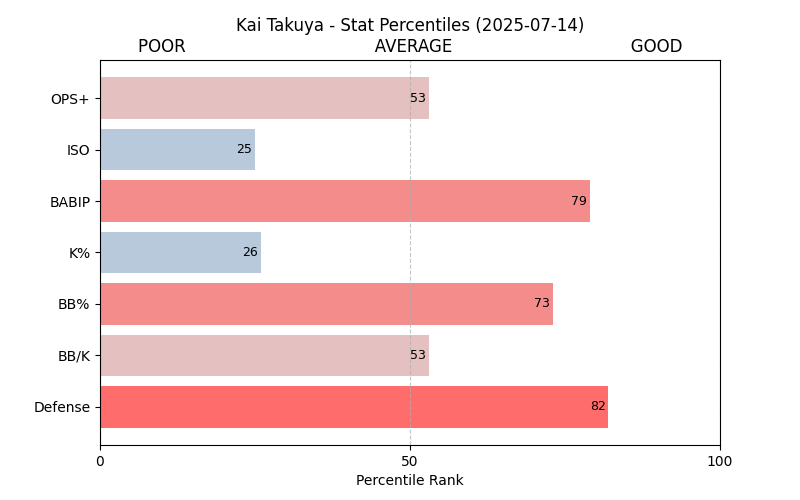 Kai Takuya - Stat Percentiles (2025-07-14)
POOR AVERAGE GOOD
OPS+ 53
ISO 25
BABIP 79
K% 26
BB% 73
BB/K 53
Defense 82
0 50 100
Percentile Rank